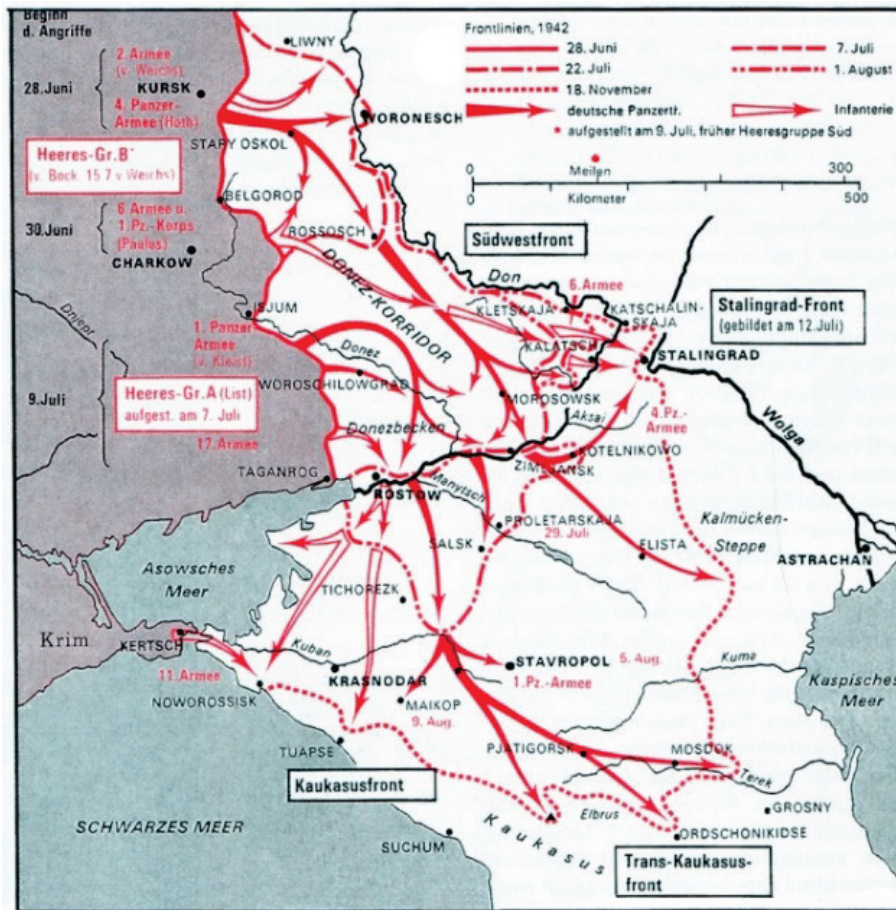 Beginn
d. Angriffe
28.Juni
2. Armee
(v. Weichs)
KURSK
4. Panzer-
Armee (Hoth)
LIWNY
WORONESCH
STARY OSKOL
Frontlinien, 1942
28. Juni
7. Juli
22. Juli
1. August
18. November
deutsche Panzertr.
Infanterie
aufgestellt am 9. Juli, früher Heeresgruppe Süd
0
300
Meilen
0
500
Kilometer
Heeres-Gr.B
(v. Bock. 15 7 v Weichs)
BELGOROD
30.Juni
6. Armee u.
1. Pz.-Korps
(Paulus)
CHARKOW
ROSSOSCH
Südwestfront
Don
DONEZ-KORRIDOR
6. Armee
KLETSKAJA
KATSCHALIN-
SKAJA
Stalingrad-Front
(gebildet am 12.Juli)
Dnjepr
ISJUM
1. Panzer-
Armee
(v. Kleist)
Donez
KALATSCH
STALINGRAD
9.Juli
Heeres-Gr.A (List)
aufgest. am 7. Juli
WOROSCHILOWGRAD
MOROSOWSK
Aksai
4. Pz.-
Armee
Wolga
17. Armee
Donezbecken
KOTELNIKOWO
ZIMLJANSK
TAGANROG
ROSTOW
Manytsch
PROLETARSKAJA
29. Juli
Kalmücken-
Steppe
SALSK
ELISTA
ASTRACHAN
Asowsches
Meer
TICHOREZK
Krim
KERTSCH
Kuban
STAVROPOL
5. Aug.
Kuma
11. Armee
KRASNODAR
1. Pz.-Armee
Kaspisches
Meer
NOWOROSSISK
MAIKOP
9. Aug.
TUAPSE
PJATIGORSK
MOSDOK
Terek
Kaukasusfront
GROSNY
Elbrus
SCHWARZES MEER
Kaukasus
ORDSCHONIKIDSE
SUCHUM
Trans-Kaukasus-
front